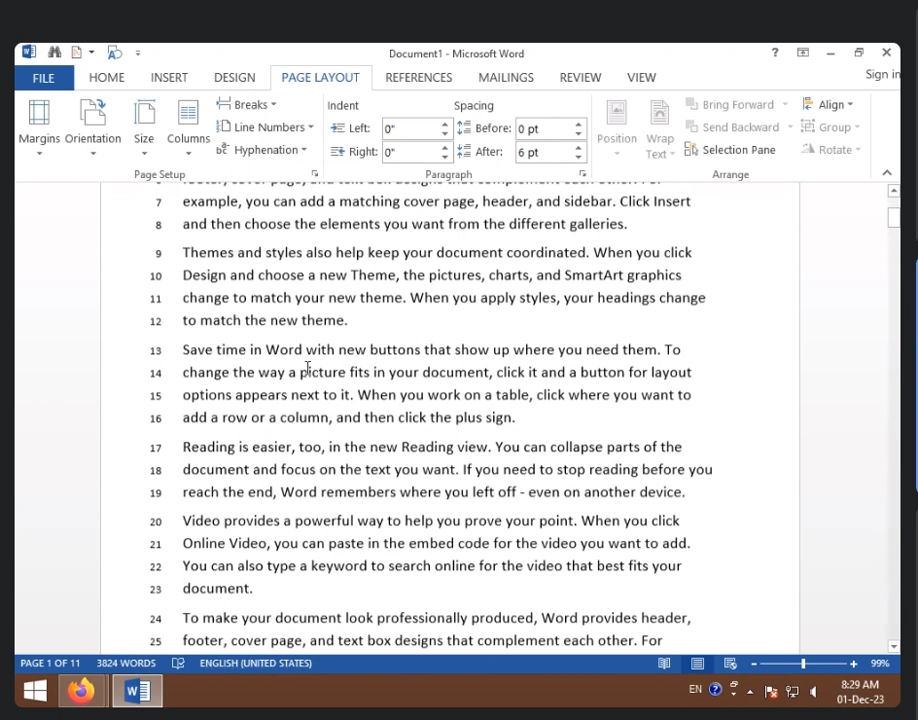 Document1 - Microsoft Word
?
FILE HOME INSERT DESIGN PAGE LAYOUT REFERENCES MAILINGS REVIEW VIEW Sign in
Margins Orientation Size Columns
Breaks
Line Numbers
Hyphenation
Page Setup
Indent Spacing
Left: 0" Before: 0 pt
Right: 0" After: 6 pt
Paragraph
Position Wrap Text
Bring Forward Align
Send Backward Group
Selection Pane Rotate
Arrange
6 footer, cover page, and text box designs that complement each other. For
7 example, you can add a matching cover page, header, and sidebar. Click Insert
8 and then choose the elements you want from the different galleries.
9 Themes and styles also help keep your document coordinated. When you click
10 Design and choose a new Theme, the pictures, charts, and SmartArt graphics
11 change to match your new theme. When you apply styles, your headings change
12 to match the new theme.
13 Save time in Word with new buttons that show up where you need them. To
14 change the way a picture fits in your document, click it and a button for layout
15 options appears next to it. When you work on a table, click where you want to
16 add a row or a column, and then click the plus sign.
17 Reading is easier, too, in the new Reading view. You can collapse parts of the
18 document and focus on the text you want. If you need to stop reading before you
19 reach the end, Word remembers where you left off - even on another device.
20 Video provides a powerful way to help you prove your point. When you click
21 Online Video, you can paste in the embed code for the video you want to add.
22 You can also type a keyword to search online for the video that best fits your
23 document.
24 To make your document look professionally produced, Word provides header,
25 footer, cover page, and text box designs that complement each other. For
PAGE 1 OF 11 3824 WORDS ENGLISH (UNITED STATES) 99%
EN 8:29 AM
01-Dec-23